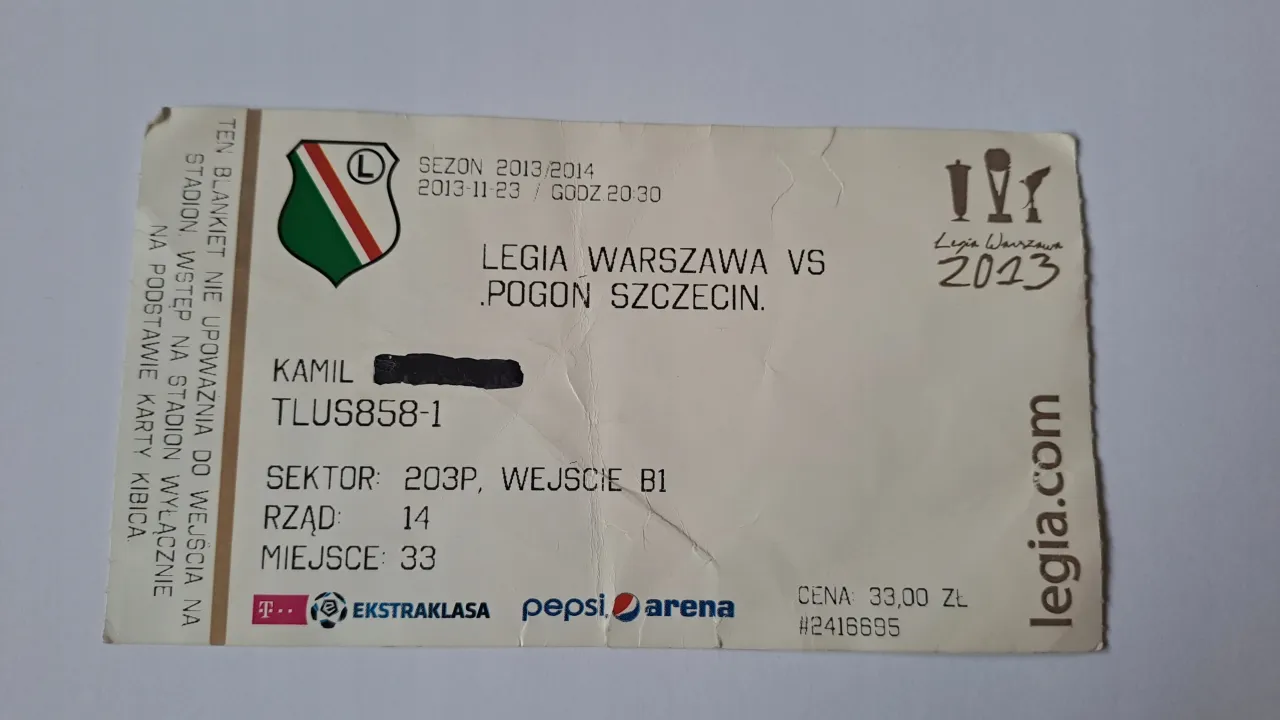 TEN BLANKIET NIE UPOWAŻNIA DO WEJŚCIA NA
STADION, WSTĘP NA STADION WYŁĄCZNIE
NA PODSTAWIE KARTY KIBICA.
L
SEZON 2013/2014
2013-11-23 / GODZ.20:30
LEGIA WARSZAWA VS
.POGOŃ SZCZECIN.
KAMIL
TLUS858-1
SEKTOR: 203P, WEJŚCIE B1
RZĄD: 14
MIEJSCE: 33
T·· EKSTRAKLASA pepsi arena
CENA: 33,00 ZŁ
#2416695
Legia Warszawa
2013
legia.com